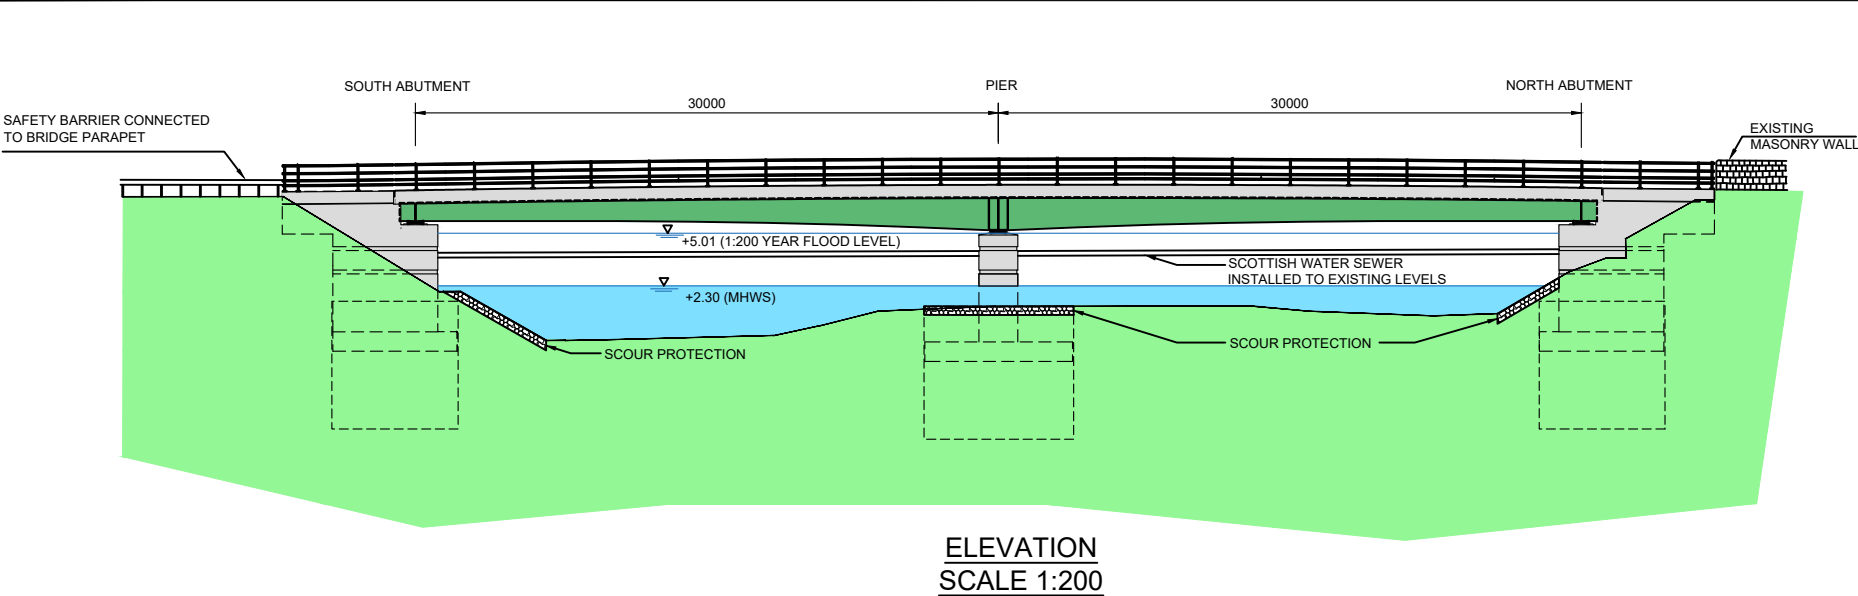 SOUTH ABUTMENT
PIER
NORTH ABUTMENT
30000
30000
SAFETY BARRIER CONNECTED
TO BRIDGE PARAPET
EXISTING
MASONRY WALL
+5.01 (1:200 YEAR FLOOD LEVEL)
SCOTTISH WATER SEWER
INSTALLED TO EXISTING LEVELS
+2.30 (MHWS)
SCOUR PROTECTION
SCOUR PROTECTION
ELEVATION
SCALE 1:200